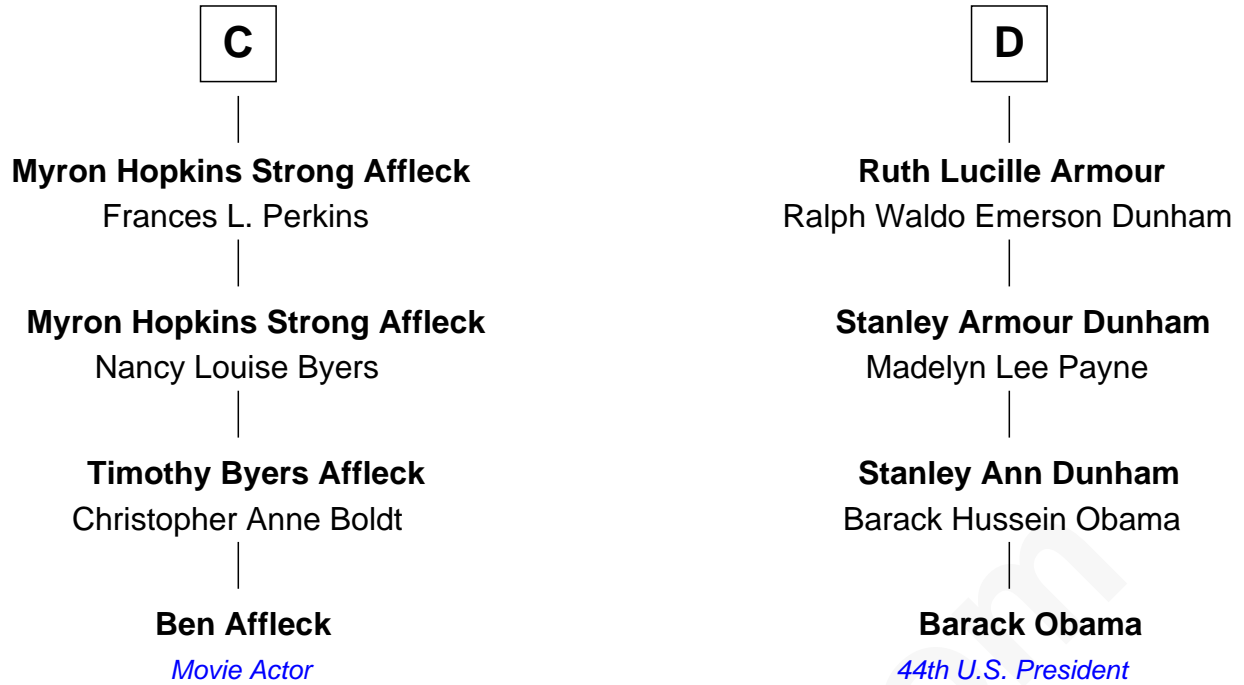 C
D
Myron Hopkins Strong Affleck
Frances L. Perkins
Ruth Lucille Armour
Ralph Waldo Emerson Dunham
Myron Hopkins Strong Affleck
Nancy Louise Byers
Stanley Armour Dunham
Madelyn Lee Payne
Timothy Byers Affleck
Christopher Anne Boldt
Stanley Ann Dunham
Barack Hussein Obama
Ben Affleck
Movie Actor
Barack Obama
44th U.S. President